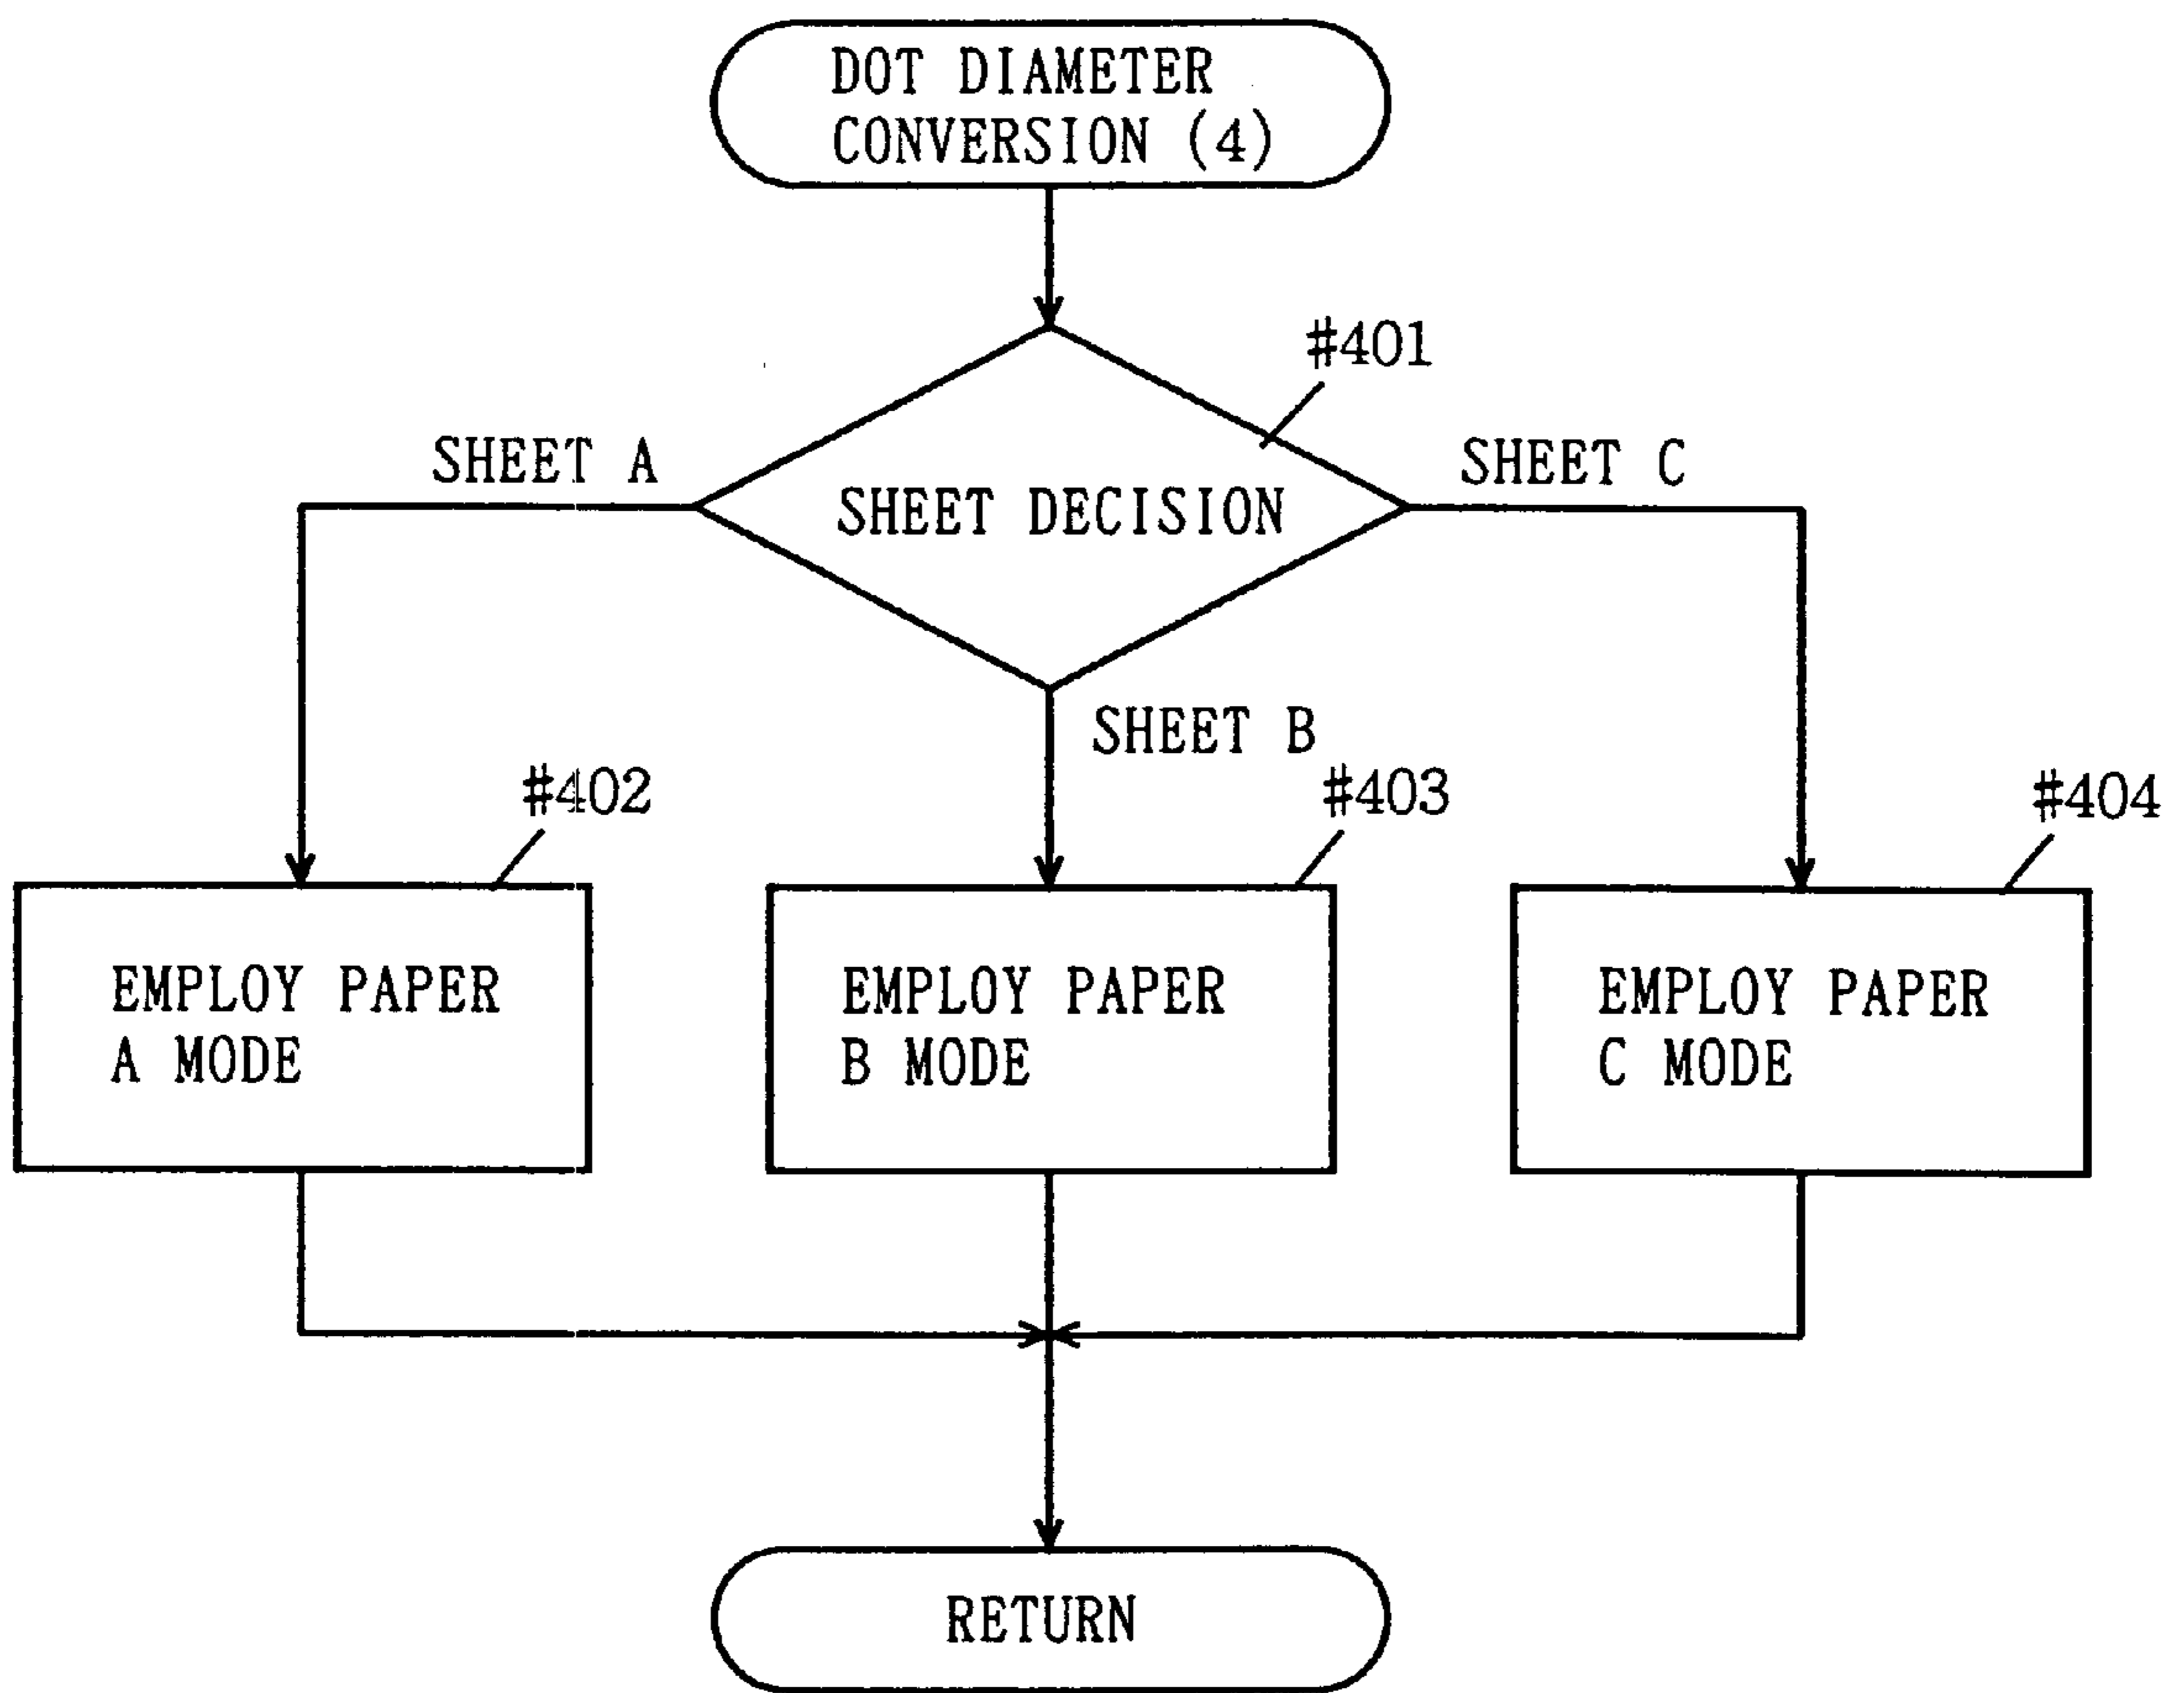 DOT DIAMETER
CONVERSION (4)
#401
SHEET A
SHEET C
SHEET DECISION
SHEET B
#402
#403
#404
EMPLOY PAPER
A MODE
EMPLOY PAPER
B MODE
EMPLOY PAPER
C MODE
RETURN